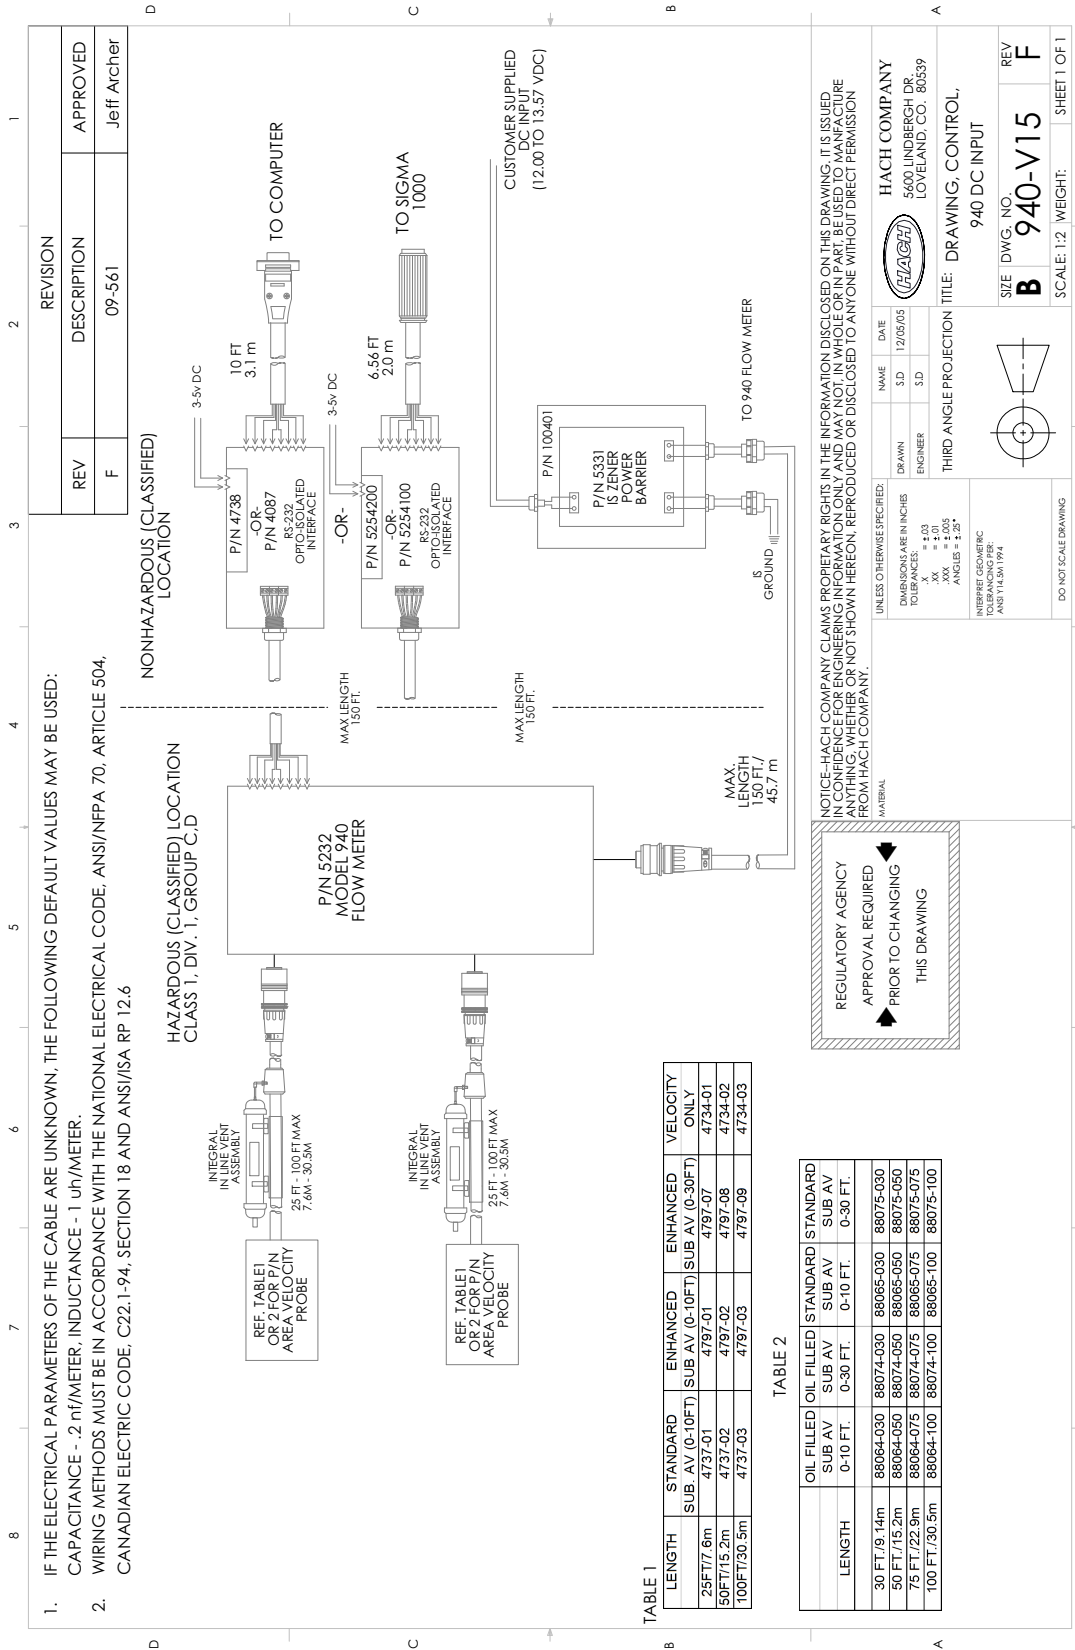 8 7 6 5 4 3 2 1
D C B A
1. IF THE ELECTRICAL PARAMETERS OF THE CABLE ARE UNKNOWN, THE FOLLOWING DEFAULT VALUES MAY BE USED:
CAPACITANCE - .2 nf/METER, INDUCTANCE - 1 uh/METER.
2. WIRING METHODS MUST BE IN ACCORDANCE WITH THE NATIONAL ELECTRICAL CODE, ANSI/NFPA 70, ARTICLE 504,
CANADIAN ELECTRIC CODE, C22.1-94, SECTION 18 AND ANSI/ISA RP 12.6
REVISION
REV DESCRIPTION APPROVED
F 09-561 Jeff Archer
HAZARDOUS (CLASSIFIED) LOCATION
CLASS 1, DIV. 1, GROUP C,D
NONHAZARDOUS (CLASSIFIED)
LOCATION
INTEGRAL
IN LINE VENT
ASSEMBLY
25 FT - 100 FT MAX
7.6M - 30.5M
REF. TABLE1
OR 2 FOR P/N
AREA VELOCITY
PROBE
INTEGRAL
IN LINE VENT
ASSEMBLY
25 FT - 100 FT MAX
7.6M - 30.5M
REF. TABLE1
OR 2 FOR P/N
AREA VELOCITY
PROBE
P/N 5232
MODEL 940
FLOW METER
MAX LENGTH
150 FT.
MAX LENGTH
150 FT.
MAX.
LENGTH
150 FT./
45.7 m
3-5v DC
P/N 4738
-OR-
P/N 4087
RS-232
OPTO-ISOLATED
INTERFACE
10 FT
3.1 m
TO COMPUTER
-OR-
3-5v DC
P/N 5254200
-OR-
P/N 5254100
RS-232
OPTO-ISOLATED
INTERFACE
6.56 FT
2.0 m
TO SIGMA
1000
CUSTOMER SUPPLIED
DC INPUT
(12.00 TO 13.57 VDC)
P/N 100401
P/N 5331
IS ZENER
POWER
BARRIER
IS
GROUND
TO 940 FLOW METER
TABLE 1
LENGTH STANDARD SUB. AV (0-10FT) ENHANCED SUB AV (0-10FT) ENHANCED SUB AV (0-30FT) VELOCITY ONLY
25FT/7.6m 4737-01 4797-01 4797-07 4734-01
50FT/15.2m 4737-02 4797-02 4797-08 4734-02
100FT/30.5m 4737-03 4797-03 4797-09 4734-03
TABLE 2
OIL FILLED OIL FILLED STANDARD STANDARD
SUB AV SUB AV SUB AV SUB AV
LENGTH 0-10 FT. 0-30 FT. 0-10 FT. 0-30 FT.
30 FT./9.14m 88064-030 88074-030 88065-030 88075-030
50 FT./15.2m 88064-050 88074-050 88065-050 88075-050
75 FT./22.9m 88064-075 88074-075 88065-075 88075-075
100 FT./30.5m 88064-100 88074-100 88065-100 88075-100
REGULATORY AGENCY
APPROVAL REQUIRED
PRIOR TO CHANGING
THIS DRAWING
NOTICE--HACH COMPANY CLAIMS PROPIETARY RIGHTS IN THE INFORMATION DISCLOSED ON THIS DRAWING. IT IS ISSUED
IN CONFIDENCE FOR ENGINEERING INFORMATION ONLY AND MAY NOT, IN WHOLE OR IN PART, BE USED TO MANFACTURE
ANYTHING, WHETHER OR NOT SHOWN HEREON, REPRODUCED OR DISCLOSED TO ANYONE WITHOUT DIRECT PERMISSION
FROM HACH COMPANY.
MATERIAL
UNLESS OTHERWISE SPECIFIED:
DIMENSIONS ARE IN INCHES
TOLERANCES:
.X = ±.03
.XX = ±.01
.XXX = ±.005
ANGLES = ±.25°
INTERPRET GEOMETRIC
TOLERANCING PER:
ANSI Y14.5M 1994
DO NOT SCALE DRAWING
NAME DATE
DRAWN S.D 12/05/05
ENGINEER S.D
THIRD ANGLE PROJECTION
HACH
HACH COMPANY
5600 LINDBERGH DR.
LOVELAND, CO. 80539
TITLE: DRAWING, CONTROL,
940 DC INPUT
SIZE DWG. NO. REV
B 940-V15 F
SCALE: 1:2 WEIGHT: SHEET 1 OF 1
D C B A